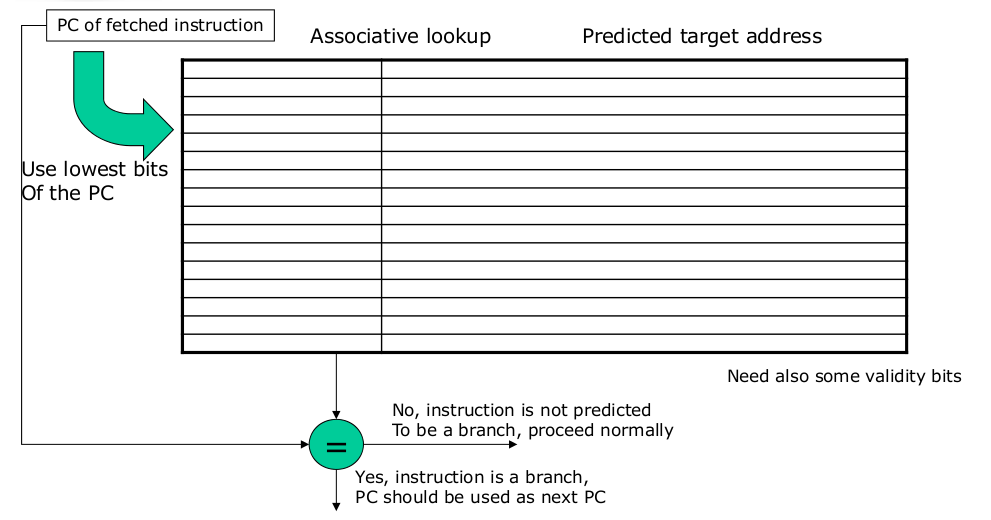 PC of fetched instruction
Associative lookup
Predicted target address
Use lowest bits
Of the PC
Need also some validity bits
No, instruction is not predicted
To be a branch, proceed normally
=
Yes, instruction is a branch,
PC should be used as next PC